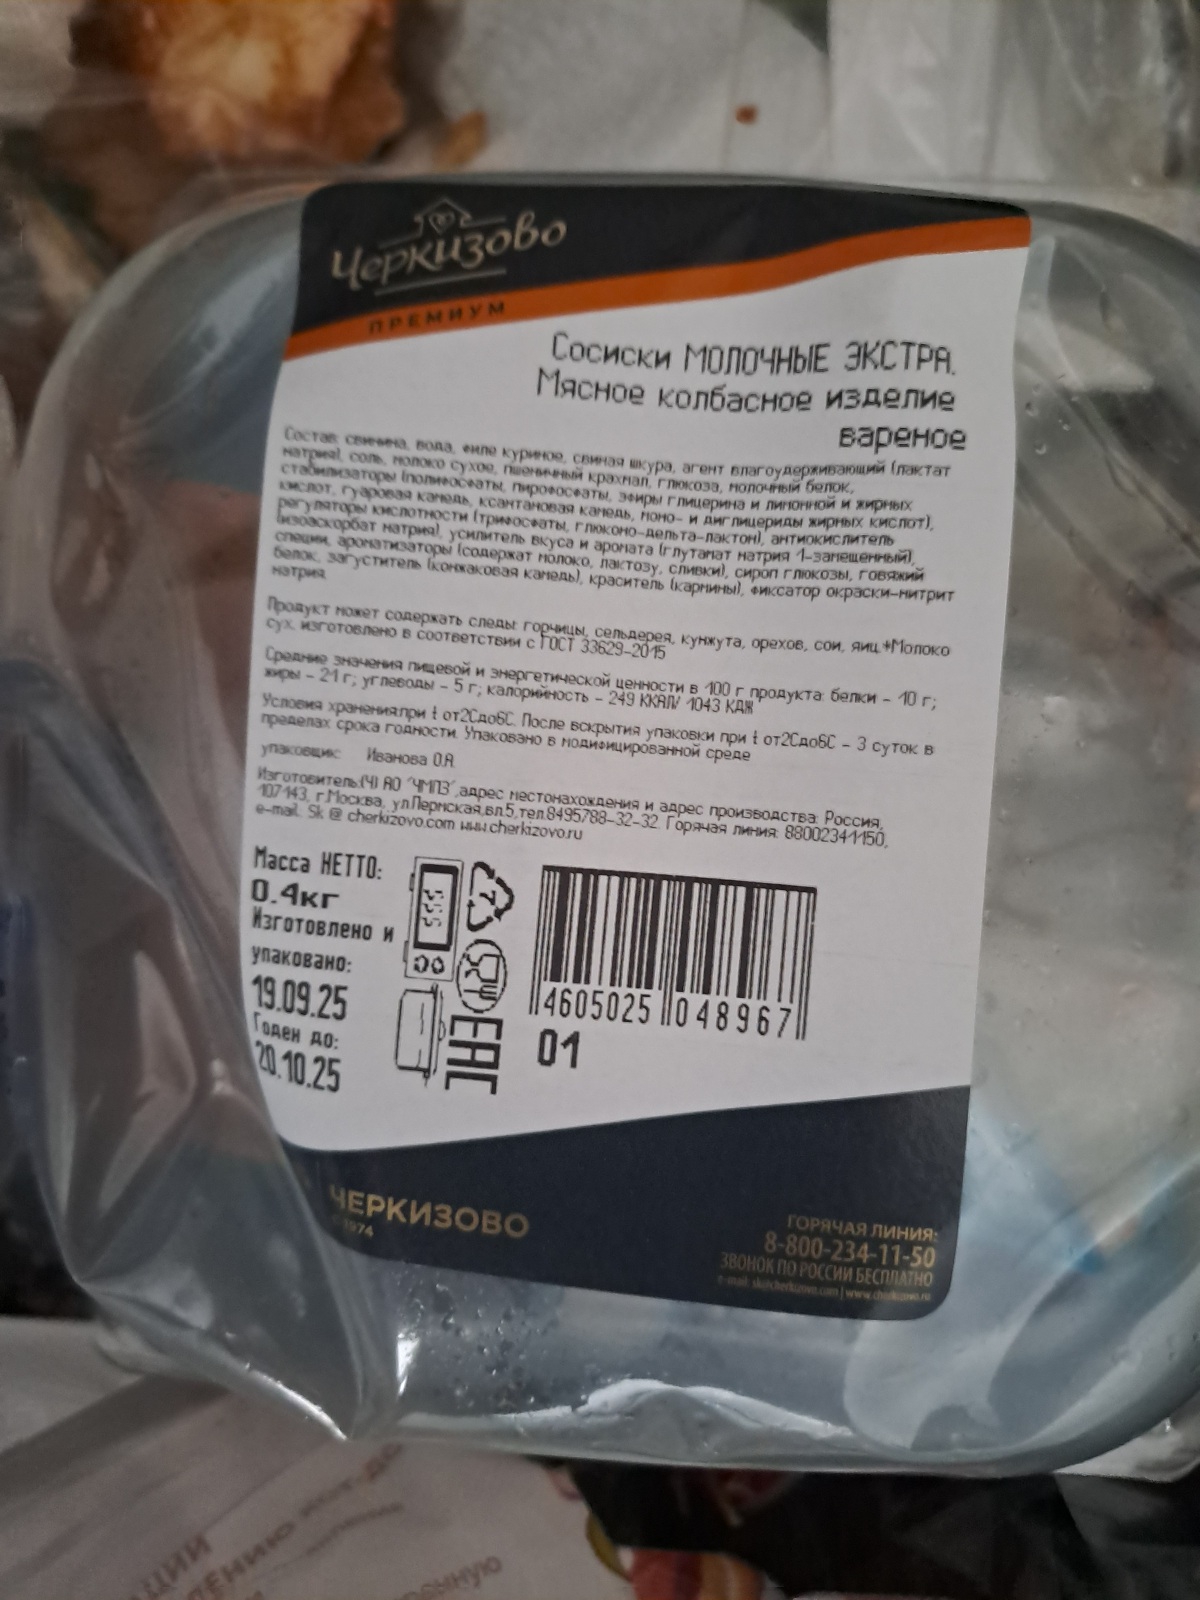 Черкизово
ПРЕМИУМ
Сосиски МОЛОЧНЫЕ ЭКСТРА.
Мясное колбасное изделие
вареное
Состав: свинина, вода, филе куриное, свиная шкура, агент влагоудерживающий (лактат
натрия), соль, молоко сухое, пшеничный крахмал, глюкоза, молочный белок,
стабилизаторы (полифосфаты, пирофосфаты, эфиры глицерина и лимонной и жирных
кислот, гуаровая камедь, ксантановая камедь, моно- и диглицериды жирных кислот),
регуляторы кислотности (трифосфаты, глюконо-дельта-лактон), антиокислитель
(изоаскорбат натрия), усилитель вкуса и аромата (глутамат натрия 1-замещенный),
специи, ароматизаторы (содержат молоко, лактозу, сливки), сироп глюкозы, говяжий
белок, загуститель (конжаковая камедь), краситель (кармины), фиксатор окраски-нитрит
натрия.
Продукт может содержать следы: горчицы, сельдерея, кунжута, орехов, сои, яиц.*Молоко
сух. изготовлено в соответствии с ГОСТ 33629-2015
Средние значения пищевой и энергетической ценности в 100 г продукта: белки - 10 г;
жиры - 21 г; углеводы - 5 г; калорийность - 249 ККАЛ/ 1043 КДЖ
Условия хранения:при t от2Сдо6С. После вскрытия упаковки при t от2Сдо6С - 3 суток в
пределах срока годности. Упаковано в модифицированной среде
упаковщик: Иванова О.А
Изготовитель:(Ч) АО "ЧМПЗ",адрес местонахождения и адрес производства: Россия,
107143, г.Москва, ул.Пермская,вл.5,тел.8495788-32-32. Горячая линия: 88002341150,
e-mail: Sk @ cherkizovo.com www.cherkizovo.ru
Масса НЕТТО:
0.4кг
Изготовлено и
упаковано:
19.09.25
Годен до:
20.10.25
7
EAC
4605025 048967
01
ЧЕРКИЗОВО
1974
ГОРЯЧАЯ ЛИНИЯ:
8-800-234-11-50
ЗВОНОК ПО РОССИИ БЕСПЛАТНО
e-mail: sk@cherkizovo.com | www.cherkizovo.ru